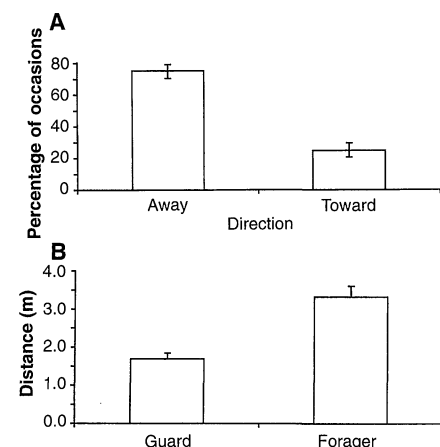 A
Percentage of occasions
80
60
40
20
0
Away Toward
Direction
B
Distance (m)
4.0
3.0
2.0
1.0
0.0
Guard Forager